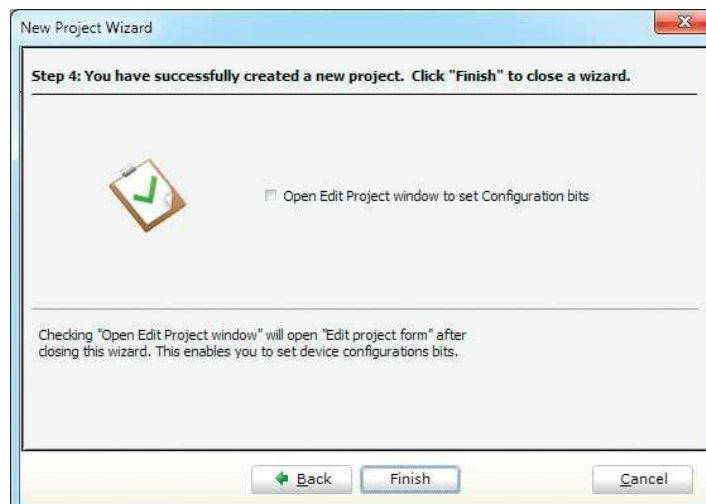 New Project Wizard
Step 4: You have successfully created a new project. Click "Finish" to close a wizard.
Open Edit Project window to set Configuration bits
Checking "Open Edit Project window" will open "Edit project form" after
closing this wizard. This enables you to set device configurations bits.
Back Finish Cancel